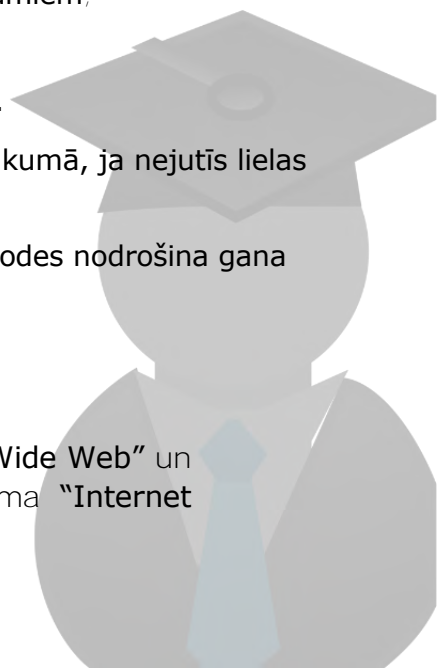 kumā, ja nejutīs lielas
odes nodrošina gana
Wide Web” un
ma “Internet